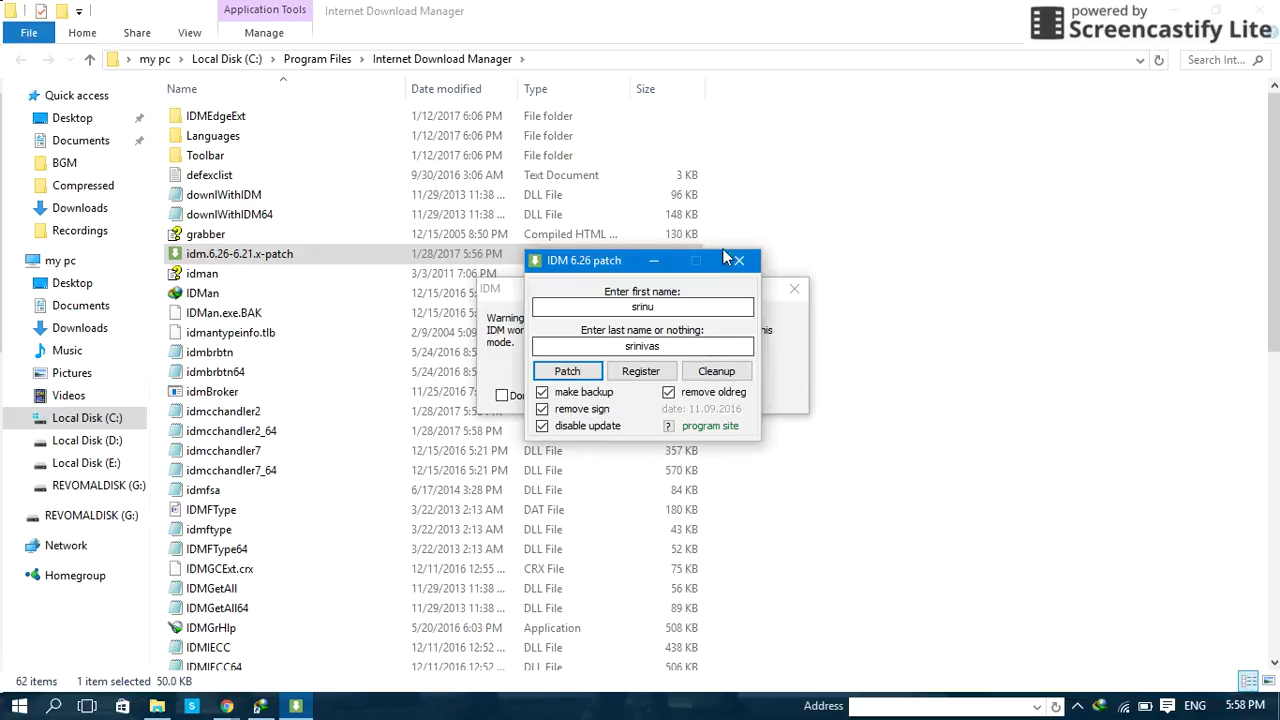 Application Tools
Internet Download Manager
powered by
Screencastify Lite
File
Home
Share
View
Manage
my pc
Local Disk (C:)
Program Files
Internet Download Manager
Search Int...
Name
Date modified
Type
Size
Quick access
Desktop
Documents
BGM
Compressed
Downloads
Recordings
my pc
Desktop
Documents
Downloads
Music
Pictures
Videos
Local Disk (C:)
Local Disk (D:)
Local Disk (E:)
REVOMALDISK (G:)
REVOMALDISK (G:)
Network
Homegroup
IDMEdgeExt 1/12/2017 6:06 PM File folder
Languages 1/12/2017 6:06 PM File folder
Toolbar 1/12/2017 6:06 PM File folder
defexclist 9/30/2016 3:06 AM Text Document 3 KB
downlWithIDM 11/29/2013 11:38 ... DLL File 96 KB
downlWithIDM64 11/29/2013 11:38 ... DLL File 148 KB
grabber 12/15/2005 8:50 PM Compiled HTML ... 130 KB
idm.6.26-6.21.x-patch 1/28/2017 5:56 PM
idman 3/3/2011 7:06 PM
IDMan 12/15/2016
IDMan.exe.BAK 12/15/2016
idmantypeinfo.tlb 2/9/2004 5:
idmbrbtn 5/24/2016
idmbrbtn64 5/24/2016
idmBroker 11/25/2016
idmcchandler2 1/28/2017
idmcchandler2_64 1/28/2017 5:58 PM
idmcchandler7 12/15/2016 5:21 PM DLL File 357 KB
idmcchandler7_64 12/15/2016 5:21 PM DLL File 570 KB
idmfsa 6/17/2014 3:28 PM DLL File 84 KB
IDMFType 3/22/2013 2:13 AM DAT File 180 KB
idmftype 3/22/2013 2:13 AM DLL File 43 KB
IDMFType64 3/22/2013 2:13 AM DLL File 52 KB
IDMGCExt.crx 12/11/2016 12:55 ... CRX File 75 KB
IDMGetAll 11/29/2013 11:38 ... DLL File 56 KB
IDMGetAll64 11/29/2013 11:38 ... DLL File 89 KB
IDMGrHlp 5/20/2016 6:03 PM Application 508 KB
IDMIECC 12/11/2016 12:52 ... DLL File 438 KB
IDMIECC64 12/11/2016 12:52 ... DLL File 506 KB
IDM
Warning
IDM wor
this
mode.
IDM 6.26 patch
Enter first name:
srinu
Enter last name or nothing:
srinivas
Patch
Register
Cleanup
make backup
remove oldreg
remove sign
date: 11.09.2016
disable update
? program site
62 items
1 item selected 50.0 KB
Address
ENG
5:58 PM